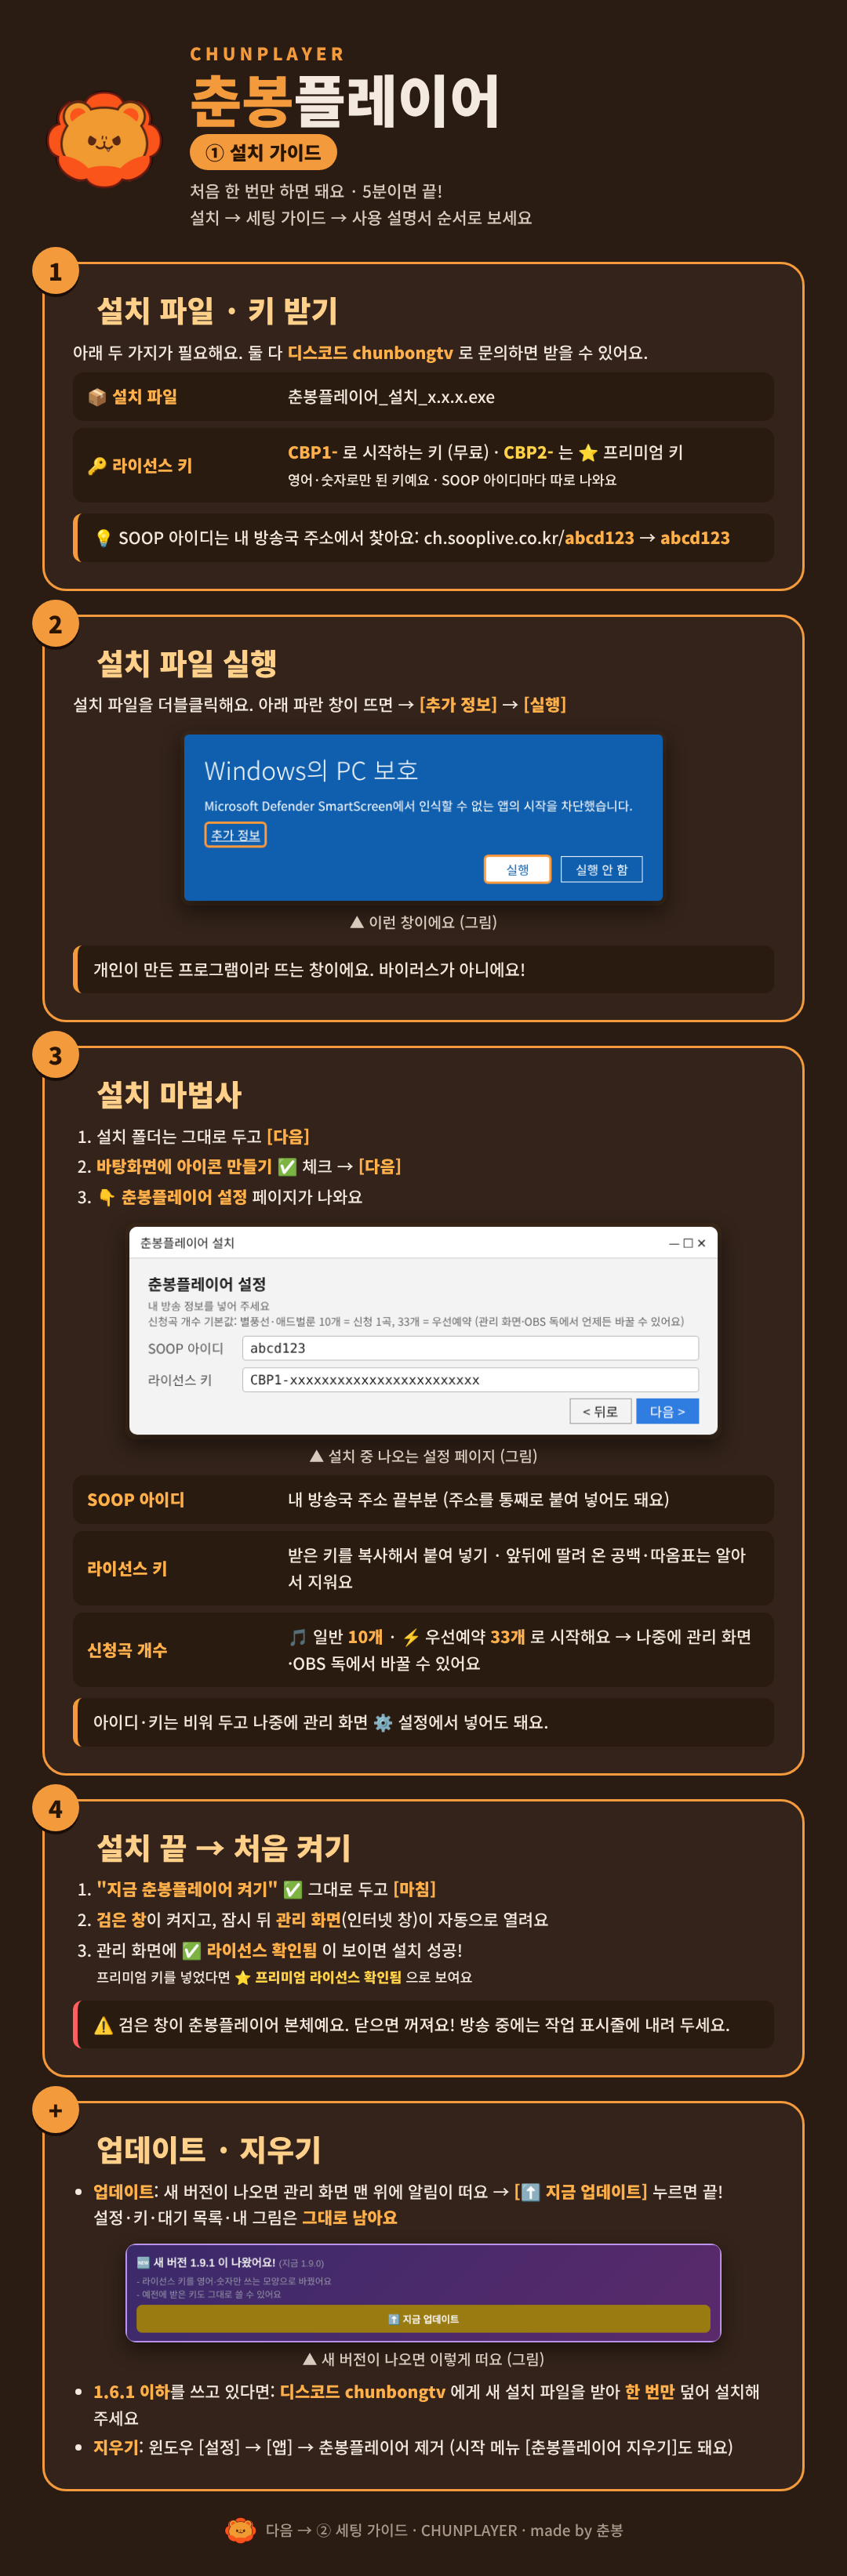 CHUNPLAYER
춘봉플레이어
① 설치 가이드
처음 한 번만 하면 돼요 · 5분이면 끝!
설치 → 세팅 가이드 → 사용 설명서 순서로 보세요
1
설치 파일 · 키 받기
아래 두 가지가 필요해요. 둘 다 디스코드 chunbongtv 로 문의하면 받을 수 있어요.
📦 설치 파일
춘봉플레이어_설치_x.x.x.exe
🔑 라이선스 키
CBP1- 로 시작하는 키 (무료) · CBP2- 는 ⭐ 프리미엄 키
영어·숫자로만 된 키예요 · SOOP 아이디마다 따로 나와요
💡 SOOP 아이디는 내 방송국 주소에서 찾아요: ch.sooplive.co.kr/abcd123 → abcd123
2
설치 파일 실행
설치 파일을 더블클릭해요. 아래 파란 창이 뜨면 → [추가 정보] → [실행]
Windows의 PC 보호
Microsoft Defender SmartScreen에서 인식할 수 없는 앱의 시작을 차단했습니다.
추가 정보
실행
실행 안 함
▲ 이런 창이에요 (그림)
개인이 만든 프로그램이라 뜨는 창이에요. 바이러스가 아니에요!
3
설치 마법사
1. 설치 폴더는 그대로 두고 [다음]
2. 바탕화면에 아이콘 만들기 ✅ 체크 → [다음]
3. 👇 춘봉플레이어 설정 페이지가 나와요
춘봉플레이어 설치
— ☐ ✕
춘봉플레이어 설정
내 방송 정보를 넣어 주세요
신청곡 개수 기본값: 별풍선·애드벌룬 10개 = 신청 1곡, 33개 = 우선예약 (관리 화면·OBS 독에서 언제든 바꿀 수 있어요)
SOOP 아이디
abcd123
라이선스 키
CBP1-xxxxxxxxxxxxxxxxxxxxxxxx
< 뒤로
다음 >
▲ 설치 중 나오는 설정 페이지 (그림)
SOOP 아이디
내 방송국 주소 끝부분 (주소를 통째로 붙여 넣어도 돼요)
라이선스 키
받은 키를 복사해서 붙여 넣기 · 앞뒤에 딸려 온 공백·따옴표는 알아
서 지워요
신청곡 개수
🎵 일반 10개 · ⚡ 우선예약 33개 로 시작해요 → 나중에 관리 화면
·OBS 독에서 바꿀 수 있어요
아이디·키는 비워 두고 나중에 관리 화면 ⚙️ 설정에서 넣어도 돼요.
4
설치 끝 → 처음 켜기
1. "지금 춘봉플레이어 켜기" ✅ 그대로 두고 [마침]
2. 검은 창이 켜지고, 잠시 뒤 관리 화면(인터넷 창)이 자동으로 열려요
3. 관리 화면에 ✅ 라이선스 확인됨 이 보이면 설치 성공!
프리미엄 키를 넣었다면 ⭐ 프리미엄 라이선스 확인됨 으로 보여요
⚠️ 검은 창이 춘봉플레이어 본체예요. 닫으면 꺼져요! 방송 중에는 작업 표시줄에 내려 두세요.
+
업데이트 · 지우기
• 업데이트: 새 버전이 나오면 관리 화면 맨 위에 알림이 떠요 → [⬆️ 지금 업데이트] 누르면 끝!
설정·키·대기 목록·내 그림은 그대로 남아요
🆕 새 버전 1.9.1 이 나왔어요! (지금 1.9.0)
- 라이선스 키를 영어·숫자만 쓰는 모양으로 바꿨어요
- 예전에 받은 키도 그대로 쓸 수 있어요
⬆️ 지금 업데이트
▲ 새 버전이 나오면 이렇게 떠요 (그림)
• 1.6.1 이하를 쓰고 있다면: 디스코드 chunbongtv 에게 새 설치 파일을 받아 한 번만 덮어 설치해
주세요
• 지우기: 윈도우 [설정] → [앱] → 춘봉플레이어 제거 (시작 메뉴 [춘봉플레이어 지우기]도 돼요)
다음 → ② 세팅 가이드 · CHUNPLAYER · made by 춘봉